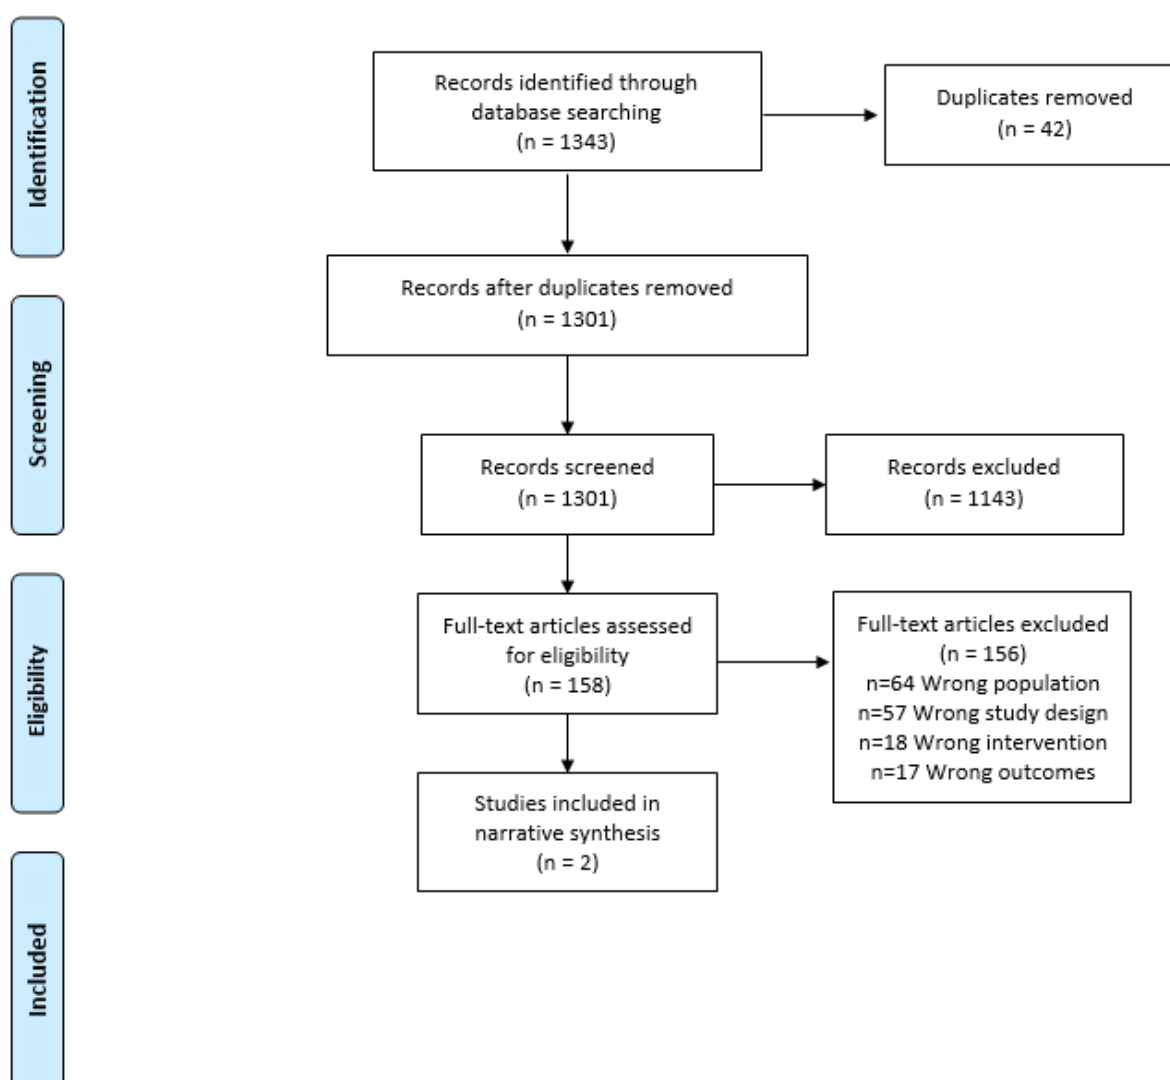 Identification
Records identified through
database searching
(n = 1343)
Duplicates removed
(n = 42)
Records after duplicates removed
(n = 1301)
Screening
Records screened
(n = 1301)
Records excluded
(n = 1143)
Eligibility
Full-text articles assessed
for eligibility
(n = 158)
Full-text articles excluded
(n = 156)
n=64 Wrong population
n=57 Wrong study design
n=18 Wrong intervention
n=17 Wrong outcomes
Studies included in
narrative synthesis
(n = 2)
Included